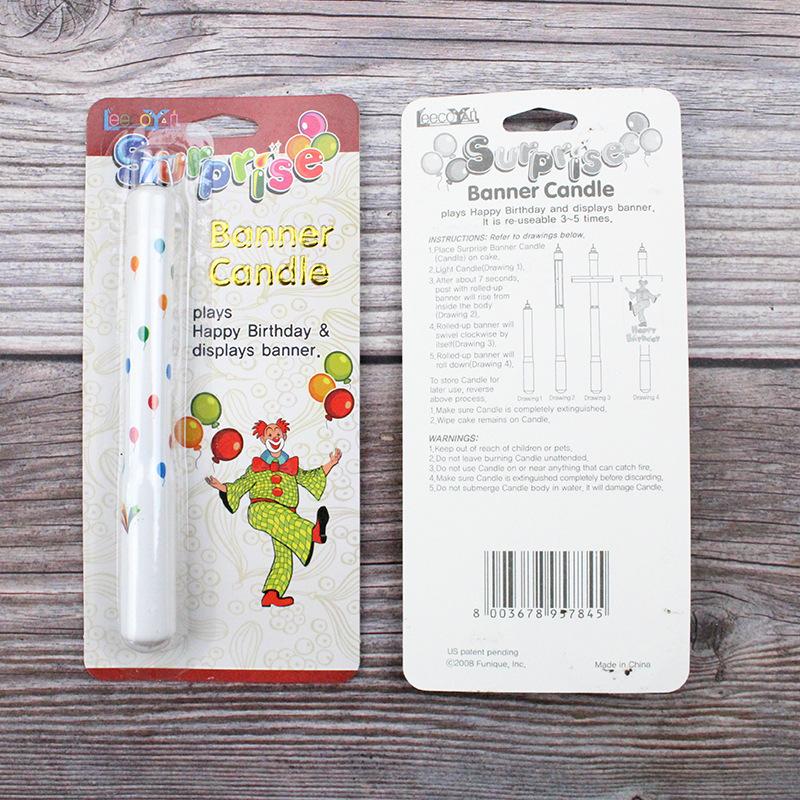 LeecoYan
Surprise
Banner
Candle
plays
Happy Birthday &
displays banner.
LeecoYan
Surprise
Banner Candle
plays Happy Birthday and displays banner.
It is re-useable 3~5 times.
INSTRUCTIONS: Refer to drawings below.
1.Place Surprise Banner Candle
(Candle) on cake.
2.Light Candle(Drawing 1).
3.After about 7 seconds,
post with rolled-up
banner will rise from
inside the body
(Drawing 2).
4.Rolled-up banner will
swivel clockwise by
itself(Drawing 3).
5.Rolled-up banner will
roll down(Drawing 4).
To store Candle for
later use, reverse
above process.
Happy
Birthday
Drawing 1 Drawing 2 Drawing 3 Drawing 4
1.Make sure Candle is completely extinguished.
2.Wipe cake remains on Candle.
WARNINGS:
1.Keep out of reach of children or pets.
2.Do not leave burning Candle unattended.
3.Do not use Candle on or near anything that can catch fire.
4.Make sure Candle is extinguished completely before discarding.
5.Do not submerge Candle body in water. It will damage Candle.
8 003678 957845
US patent pending
©2008 Funique, Inc.
Made in China